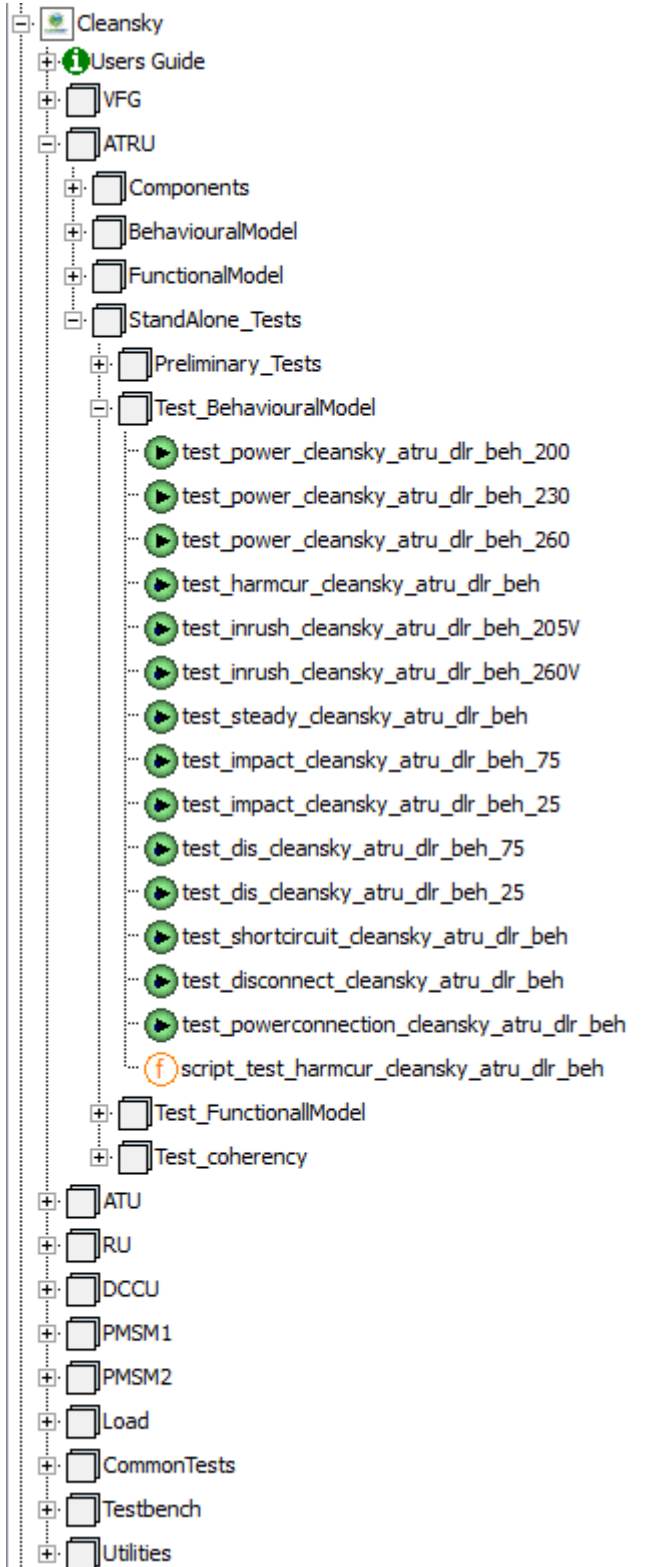 Cleansky
Users Guide
VFG
ATRU
Components
BehaviouralModel
FunctionalModel
StandAlone_Tests
Preliminary_Tests
Test_BehaviouralModel
test_power_cleansky_atru_dlr_beh_200
test_power_cleansky_atru_dlr_beh_230
test_power_cleansky_atru_dlr_beh_260
test_harmcur_cleansky_atru_dlr_beh
test_inrush_cleansky_atru_dlr_beh_205V
test_inrush_cleansky_atru_dlr_beh_260V
test_steady_cleansky_atru_dlr_beh
test_impact_cleansky_atru_dlr_beh_75
test_impact_cleansky_atru_dlr_beh_25
test_dis_cleansky_atru_dlr_beh_75
test_dis_cleansky_atru_dlr_beh_25
test_shortcircuit_cleansky_atru_dlr_beh
test_disconnect_cleansky_atru_dlr_beh
test_powerconnection_cleansky_atru_dlr_beh
f script_test_harmcur_cleansky_atru_dlr_beh
Test_FunctionallModel
Test_coherency
ATU
RU
DCCU
PMSM1
PMSM2
Load
CommonTests
Testbench
Utilities